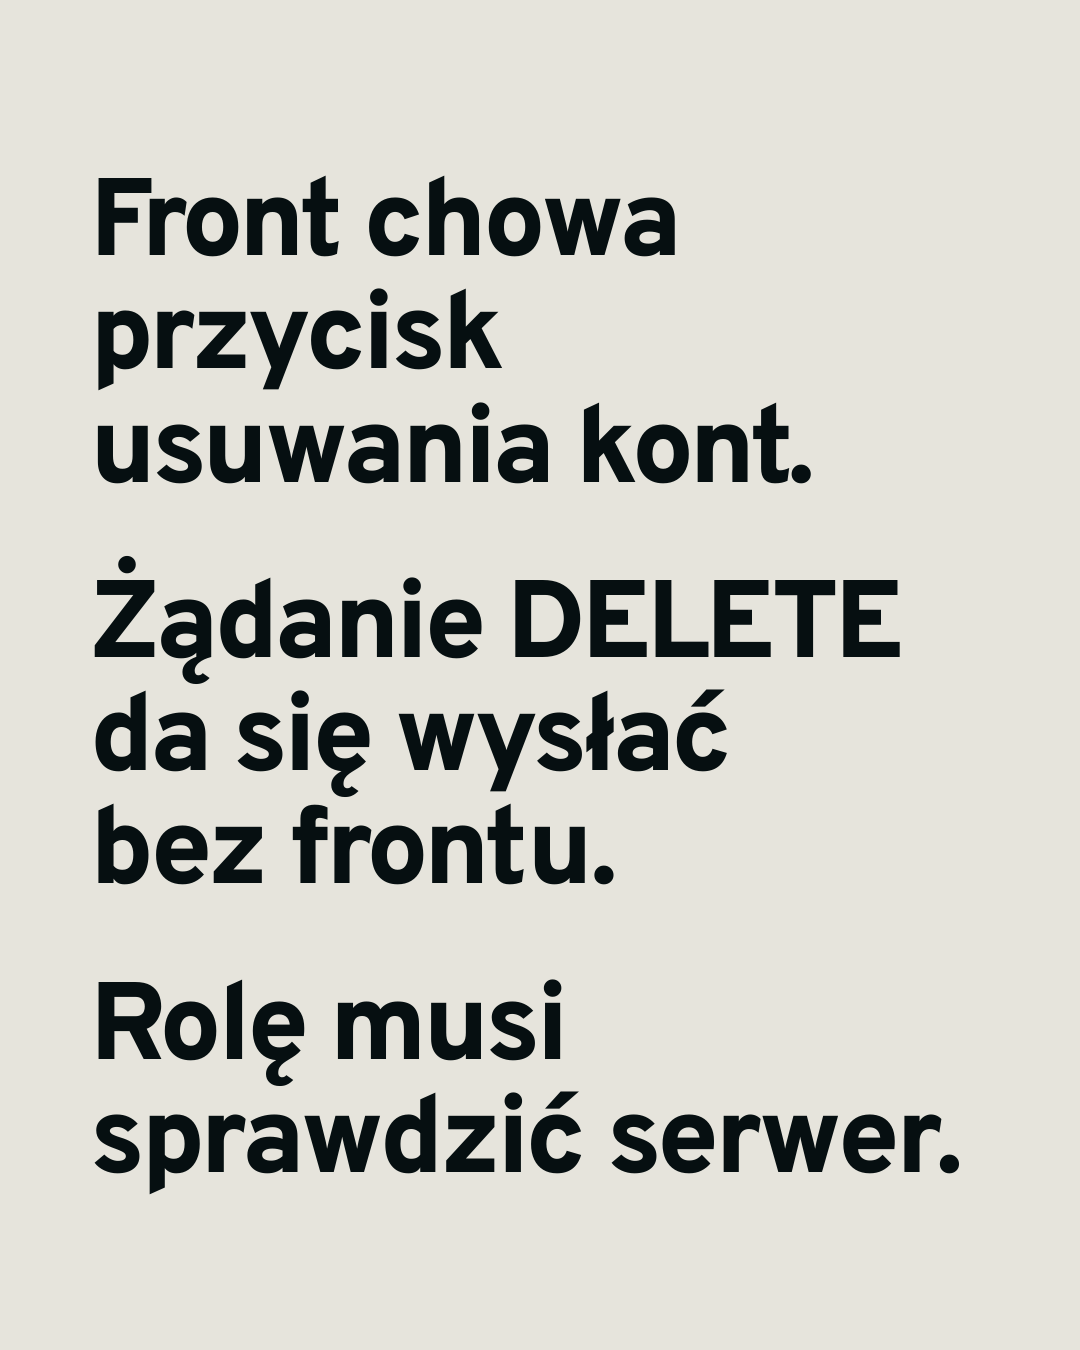 Front chowa
przycisk
usuwania kont.
Żądanie DELETE
da się wysłać
bez frontu.
Rolę musi
sprawdzić serwer.